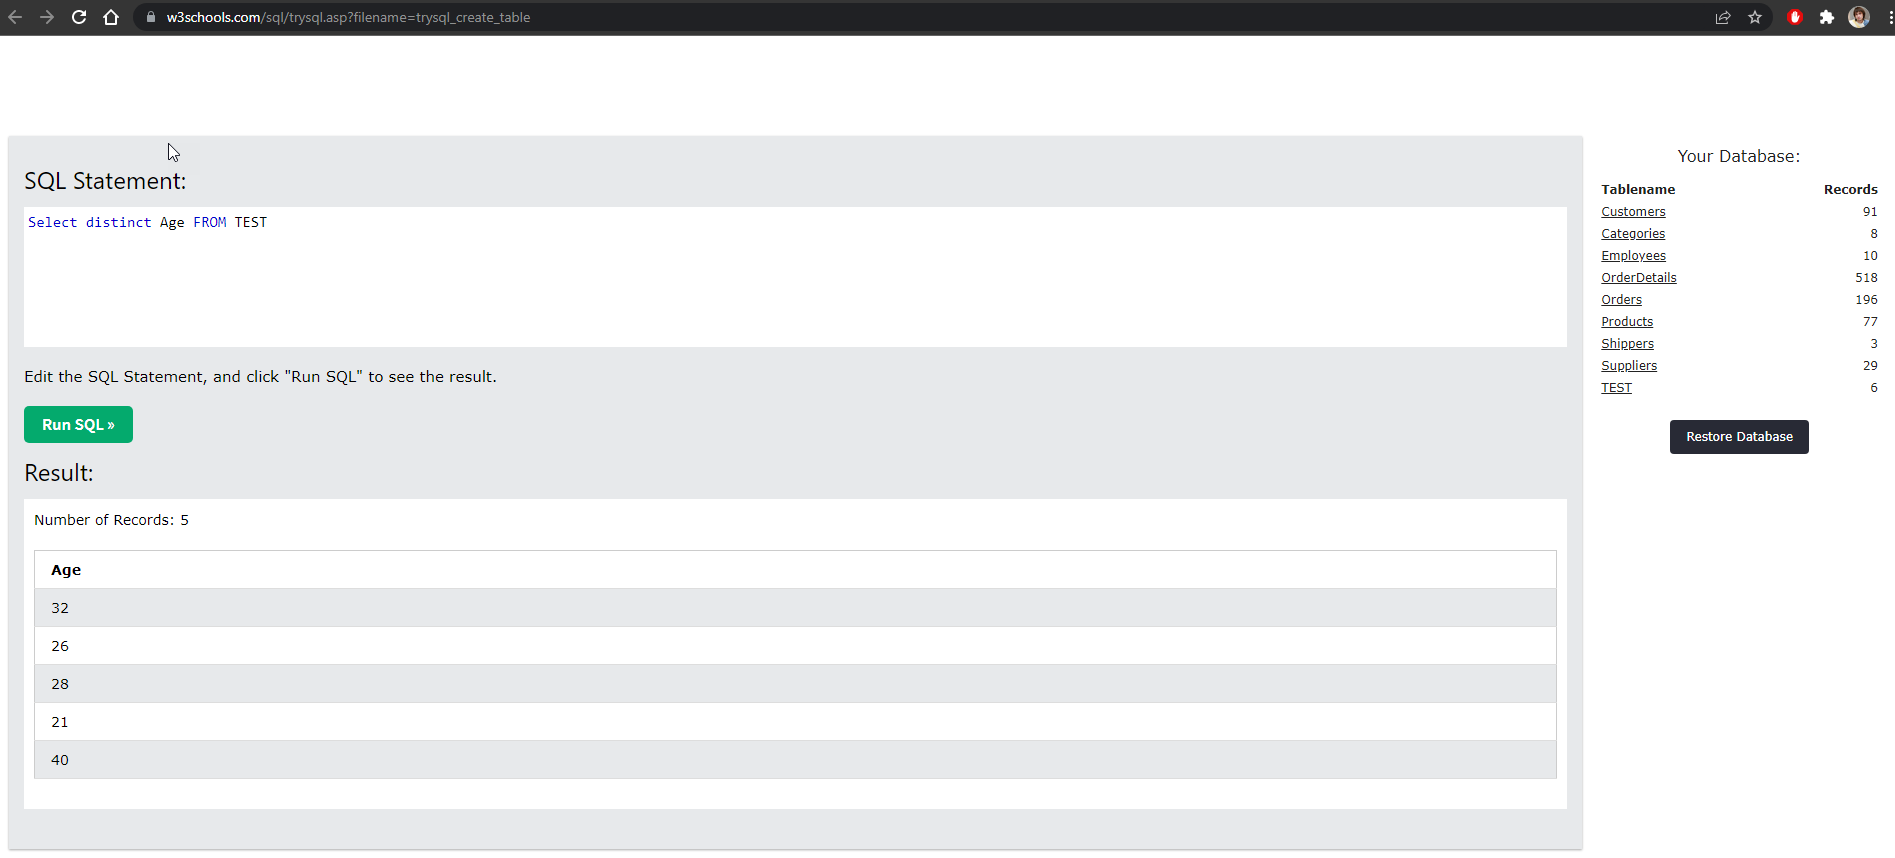 w3schools.com/sql/trysql.asp?filename=trysql_create_table
SQL Statement:
Select distinct Age FROM TEST
Edit the SQL Statement, and click "Run SQL" to see the result.
Run SQL »
Result:
Number of Records: 5
Age
32
26
28
21
40
Your Database:
Tablename Records
Customers 91
Categories 8
Employees 10
OrderDetails 518
Orders 196
Products 77
Shippers 3
Suppliers 29
TEST 6
Restore Database